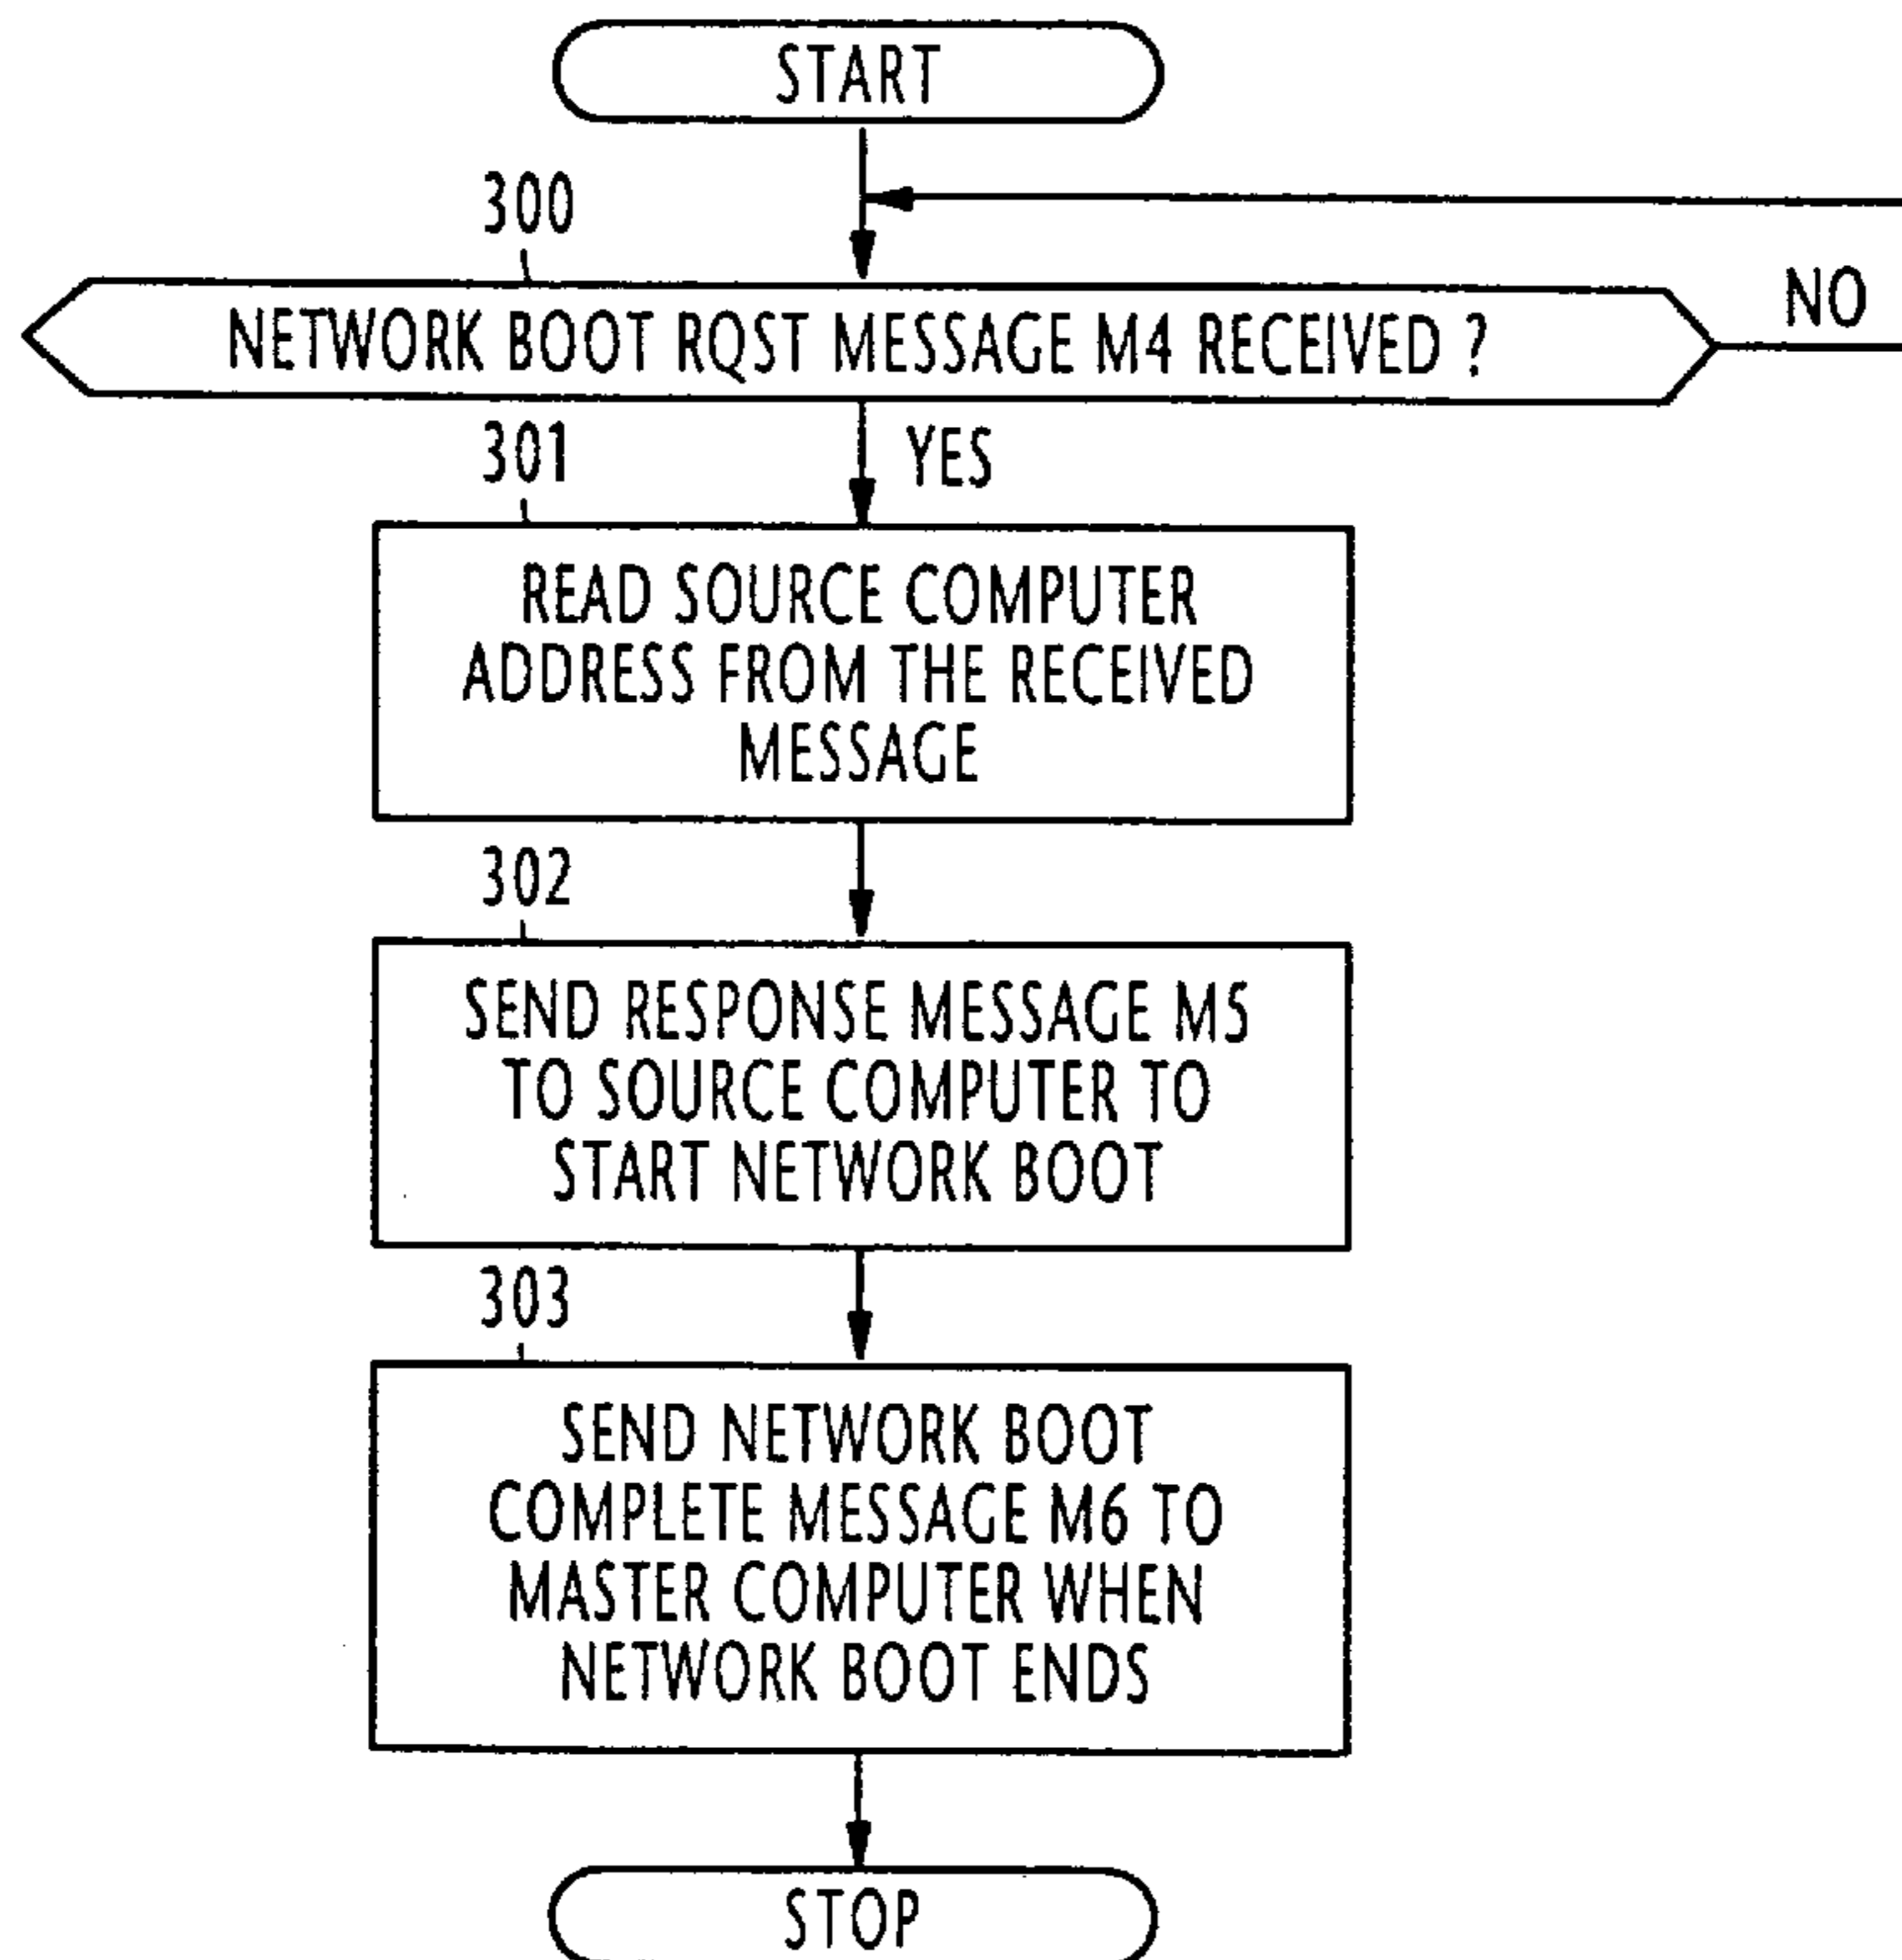 START
300
NETWORK BOOT RQST MESSAGE M4 RECEIVED ?
NO
301
YES
READ SOURCE COMPUTER
ADDRESS FROM THE RECEIVED
MESSAGE
302
SEND RESPONSE MESSAGE M5
TO SOURCE COMPUTER TO
START NETWORK BOOT
303
SEND NETWORK BOOT
COMPLETE MESSAGE M6 TO
MASTER COMPUTER WHEN
NETWORK BOOT ENDS
STOP